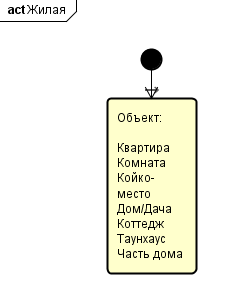 act Жилая
Объект:
Квартира
Комната
Койко-
место
Дом/Дача
Коттедж
Таунхаус
Часть дома